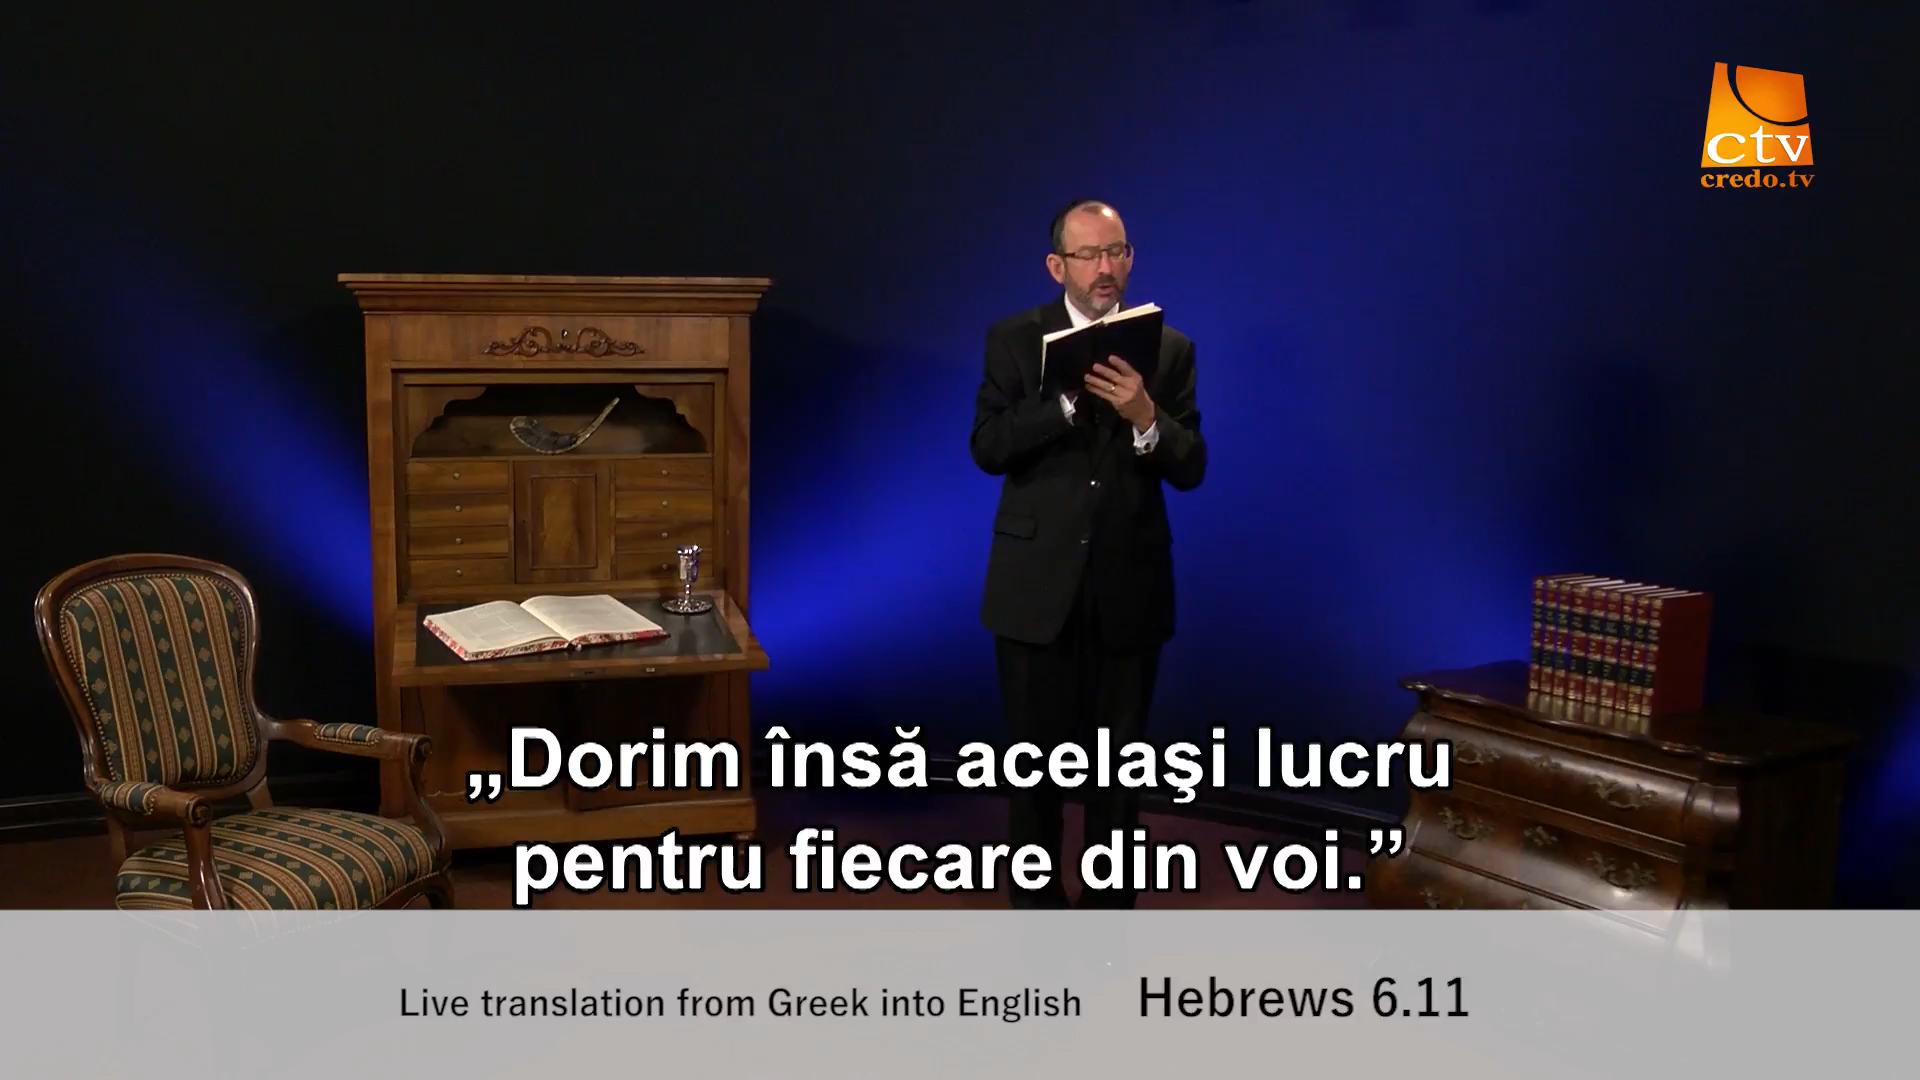 ctv
credo.tv
„Dorim însă acelaşi lucru
pentru fiecare din voi.”
Live translation from Greek into English Hebrews 6.11